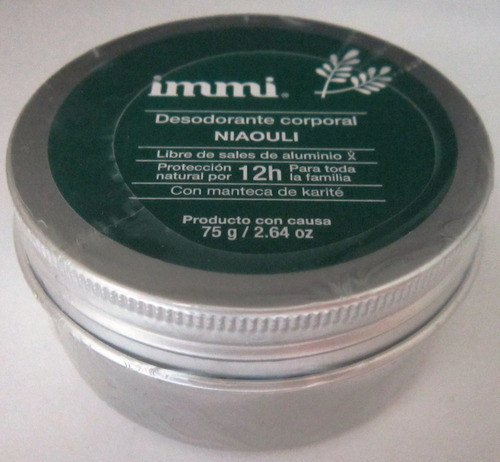 immi®
Desodorante corporal
NIAOULI
Libre de sales de aluminio
Protección natural por 12h Para toda la familia
Con manteca de karité
Producto con causa
75 g / 2.64 oz